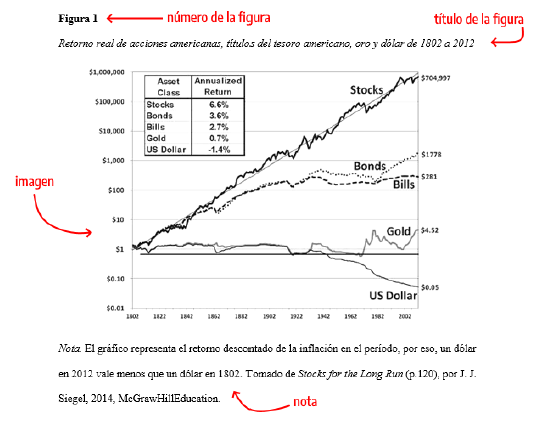 Figura 1
número de la figura
título de la figura
Retorno real de acciones americanas, títulos del tesoro americano, oro y dólar de 1802 a 2012
$1,000,000
$100,000
$10,000
$1,000
$100
$10
$1
$0.10
$0.01
Asset Class Annualized Return
Stocks 6.6%
Bonds 3.6%
Bills 2.7%
Gold 0.7%
US Dollar -1.4%
Stocks
$704,997
Bonds
$1778
Bills
$281
imagen
Gold
$4.52
US Dollar
$0.05
1802 1822 1842 1862 1882 1902 1922 1942 1962 1982 2002
Nota. El gráfico representa el retorno descontado de la inflación en el período, por eso, un dólar
en 2012 vale menos que un dólar en 1802. Tomado de Stocks for the Long Run (p.120), por J. J.
Siegel, 2014, McGrawHillEducation.
nota